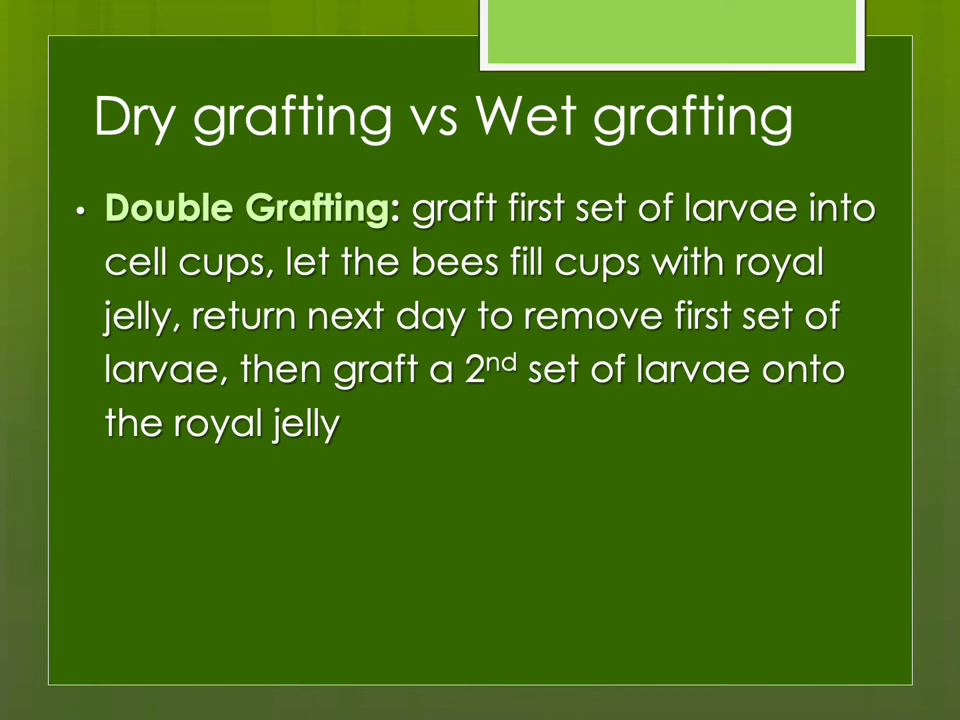 Dry grafting vs Wet grafting
• Double Grafting: graft first set of larvae into
cell cups, let the bees fill cups with royal
jelly, return next day to remove first set of
larvae, then graft a 2nd set of larvae onto
the royal jelly